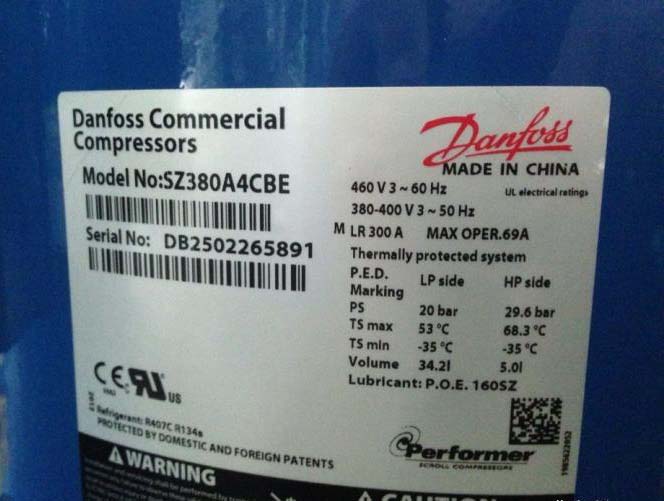 Danfoss Commercial
Compressors
Model No:SZ380A4CBE
Serial No: DB2502265891
Danfoss
MADE IN CHINA
460 V 3 ~ 60 Hz UL electrical ratings
380-400 V 3 ~ 50 Hz
M LR 300 A MAX OPER.69A
Thermally protected system
P.E.D.
Marking LP side HP side
PS 20 bar 29.6 bar
TS max 53 °C 68.3 °C
TS min -35 °C -35 °C
Volume 34.2l 5.0l
Lubricant: P.O.E. 160SZ
CE RU US
Refrigerant: R407C R134a
PROTECTED BY DOMESTIC AND FOREIGN PATENTS
Performer
SCROLL COMPRESSORS
WARNING
CAUTION